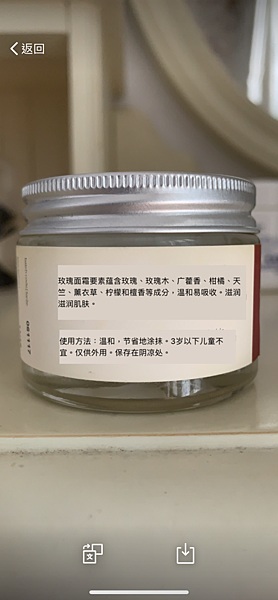 返回
玫瑰面霜要素蕴含玫瑰、玫瑰木、广藿香、柑橘、天
竺、薰衣草、柠檬和檀香等成分，温和易吸收。滋润
滋润肌肤。
使用方法：温和，节省地涂抹。3岁以下儿童不
宜。仅供外用。保存在阴凉处。